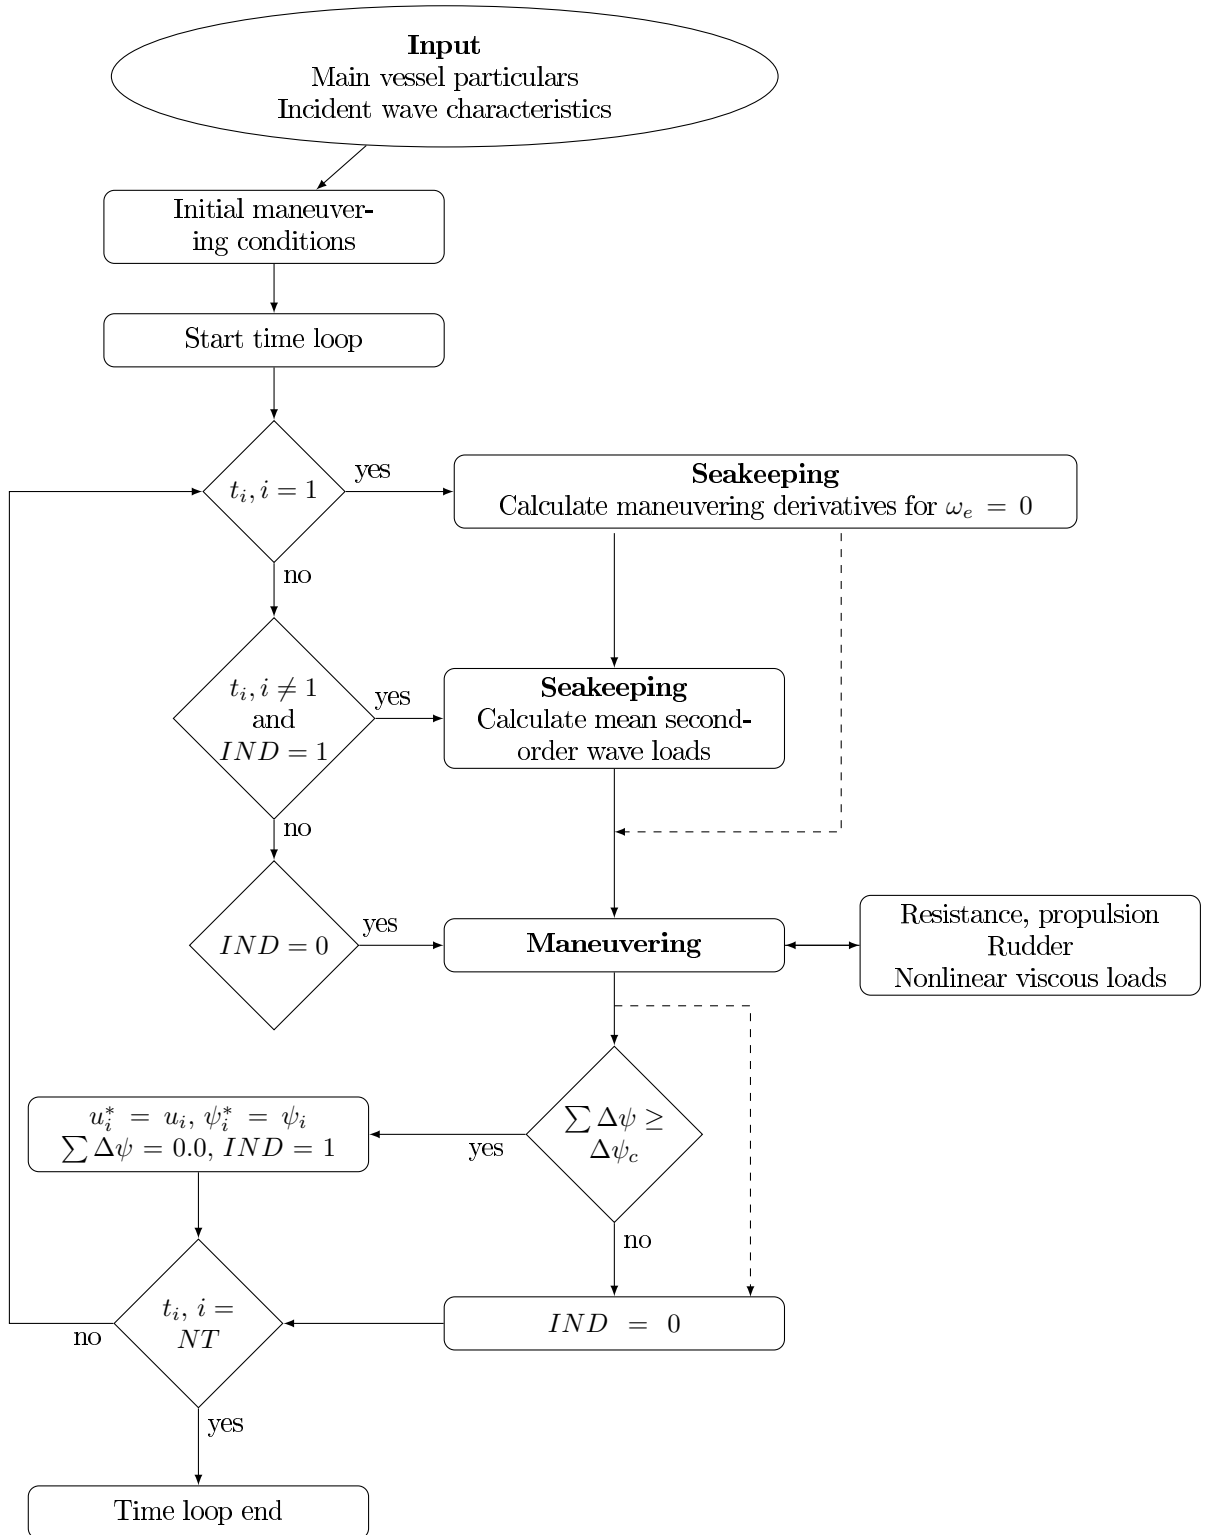 Input
Main vessel particulars
Incident wave characteristics
Initial maneuver-
ing conditions
Start time loop
t_i, i = 1
yes
Seakeeping
Calculate maneuvering derivatives for ω_e = 0
no
t_i, i ≠ 1
and
IND = 1
yes
Seakeeping
Calculate mean second-
order wave loads
no
IND = 0
yes
Maneuvering
Resistance, propulsion
Rudder
Nonlinear viscous loads
∑ Δψ ≥
Δψ_c
yes
u_i^* = u_i, ψ_i^* = ψ_i
∑ Δψ = 0.0, IND = 1
no
IND = 0
t_i, i =
NT
no
yes
Time loop end